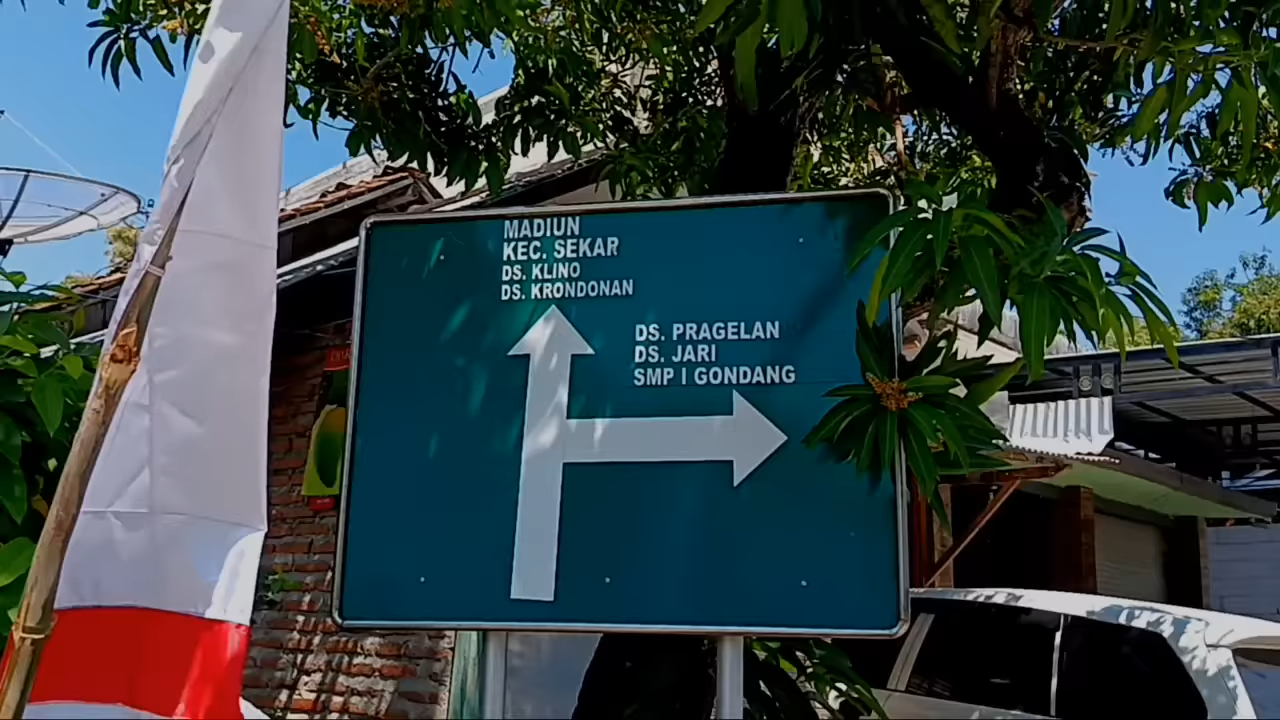 MADIUN
KEC. SEKAR
DS. KLINO
DS. KRONDONAN
DS. PRAGELAN
DS. JARI
SMP I GONDANG